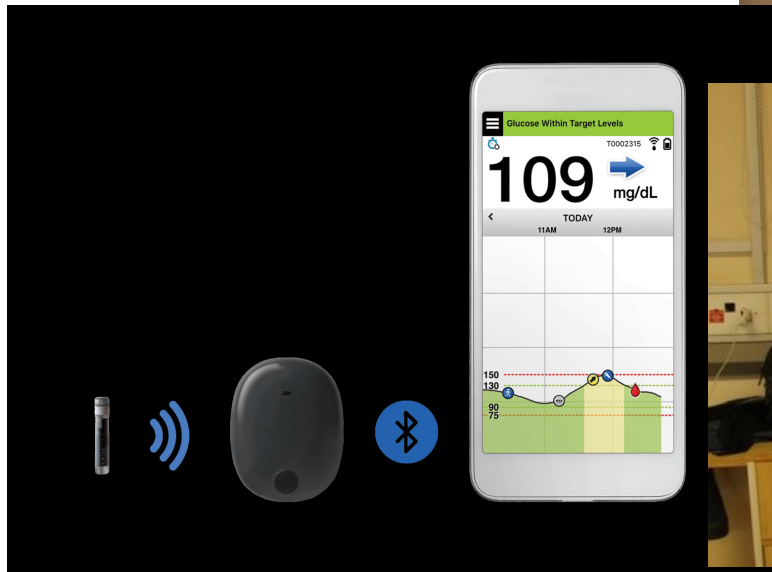 Glucose Within Target Levels
T0002315
109
mg/dL
TODAY
11AM 12PM
150
130
90
75